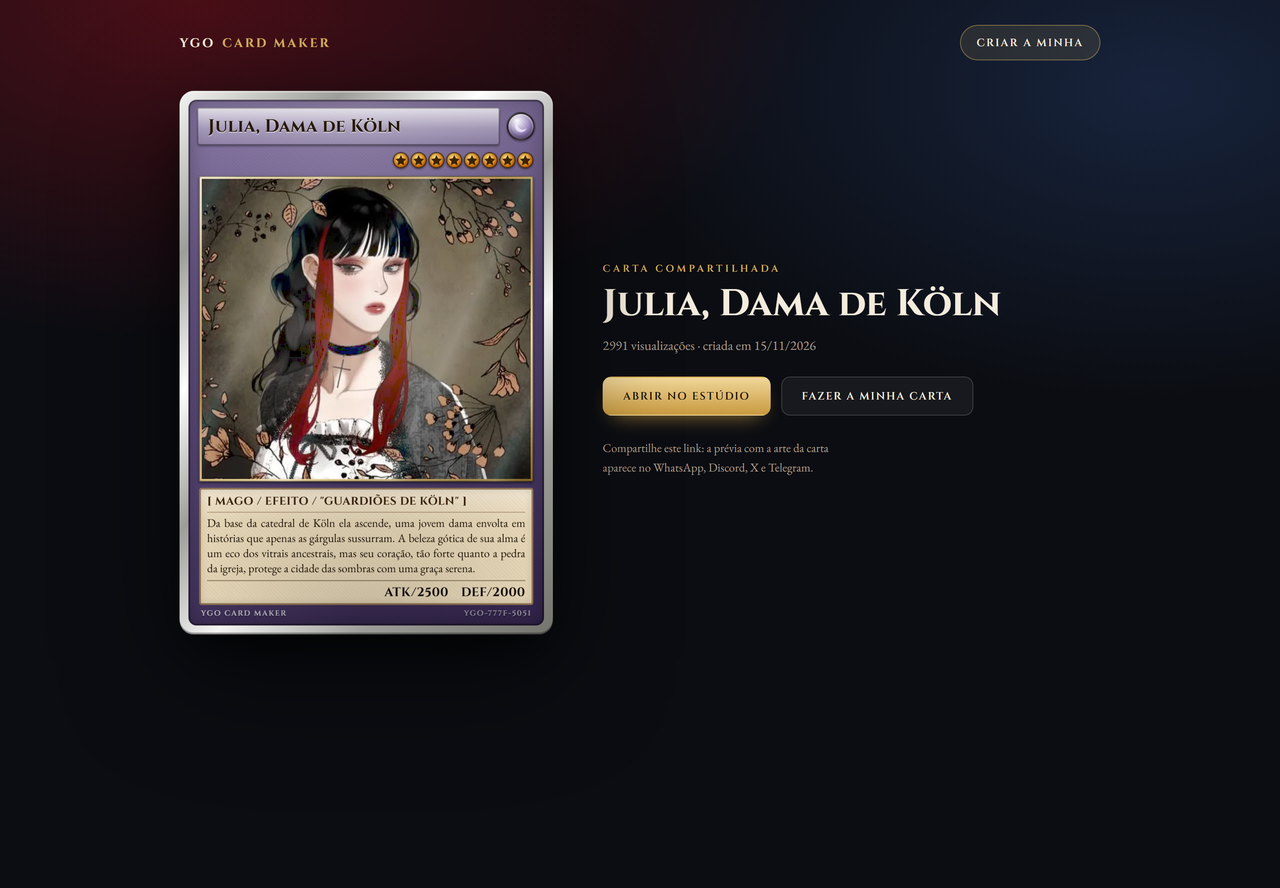 YGO CARD MAKER
CRIAR A MINHA
Julia, Dama de Köln
[ MAGO / EFEITO / "GUARDIÕES DE KÖLN" ]
Da base da catedral de Köln ela ascende, uma jovem dama envolta em
histórias que apenas as gárgulas sussurram. A beleza gótica de sua alma é
um eco dos vitrais ancestrais, mas seu coração, tão forte quanto a pedra
da igreja, protege a cidade das sombras com uma graça serena.
ATK/2500 DEF/2000
YGO CARD MAKER
YGO-777F-5051
CARTA COMPARTILHADA
Julia, Dama de Köln
2991 visualizações · criada em 15/11/2026
ABRIR NO ESTÚDIO
FAZER A MINHA CARTA
Compartilhe este link: a prévia com a arte da carta
aparece no WhatsApp, Discord, X e Telegram.